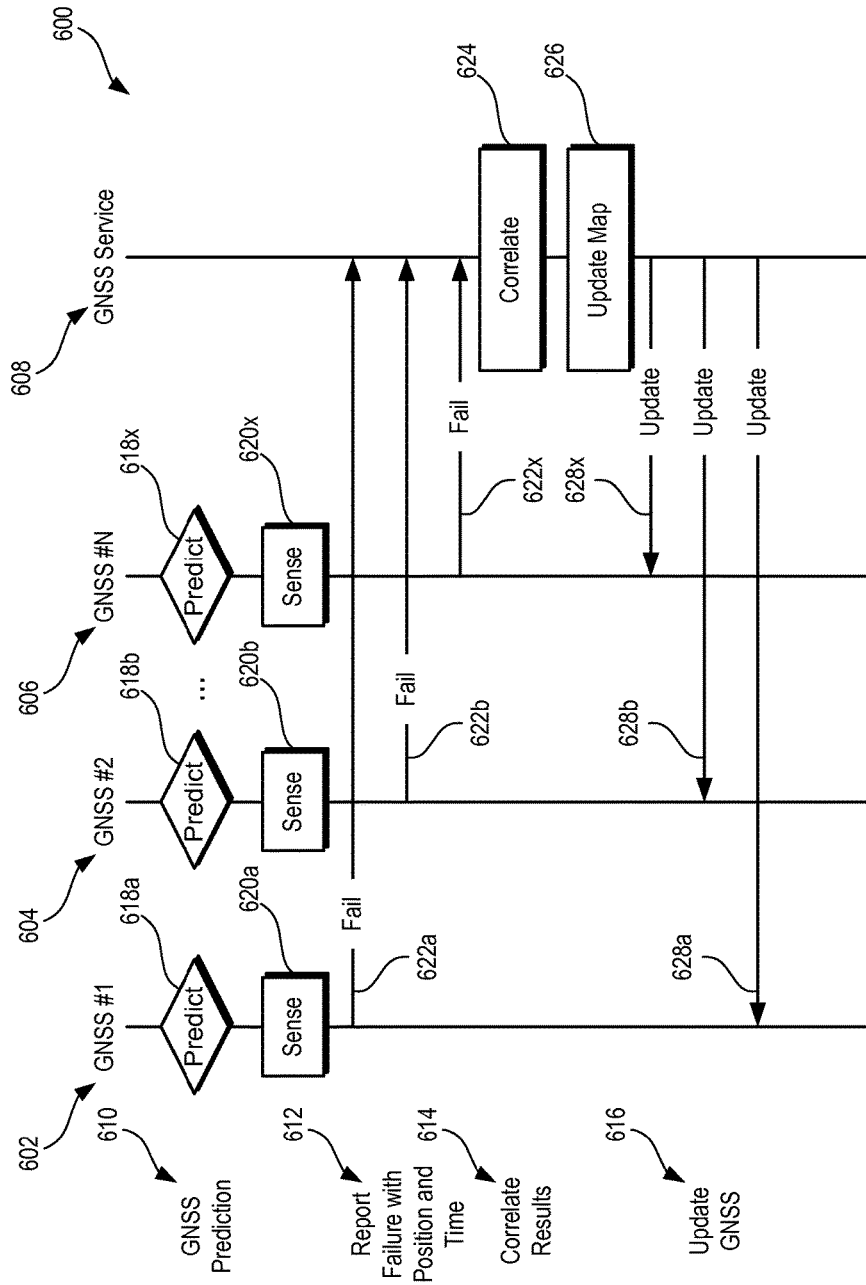 600
602
604
606
608
GNSS #1
GNSS #2
GNSS #N
GNSS Service
610
GNSS
Prediction
618a
618b
618x
Predict
Predict
...
Predict
620a
620b
620x
Sense
Sense
Sense
612
Report
Failure with
Position and
Time
Fail
622a
Fail
622b
Fail
622x
614
Correlate
Results
Correlate
624
Update Map
626
616
Update
GNSS
628x
Update
628b
Update
628a
Update